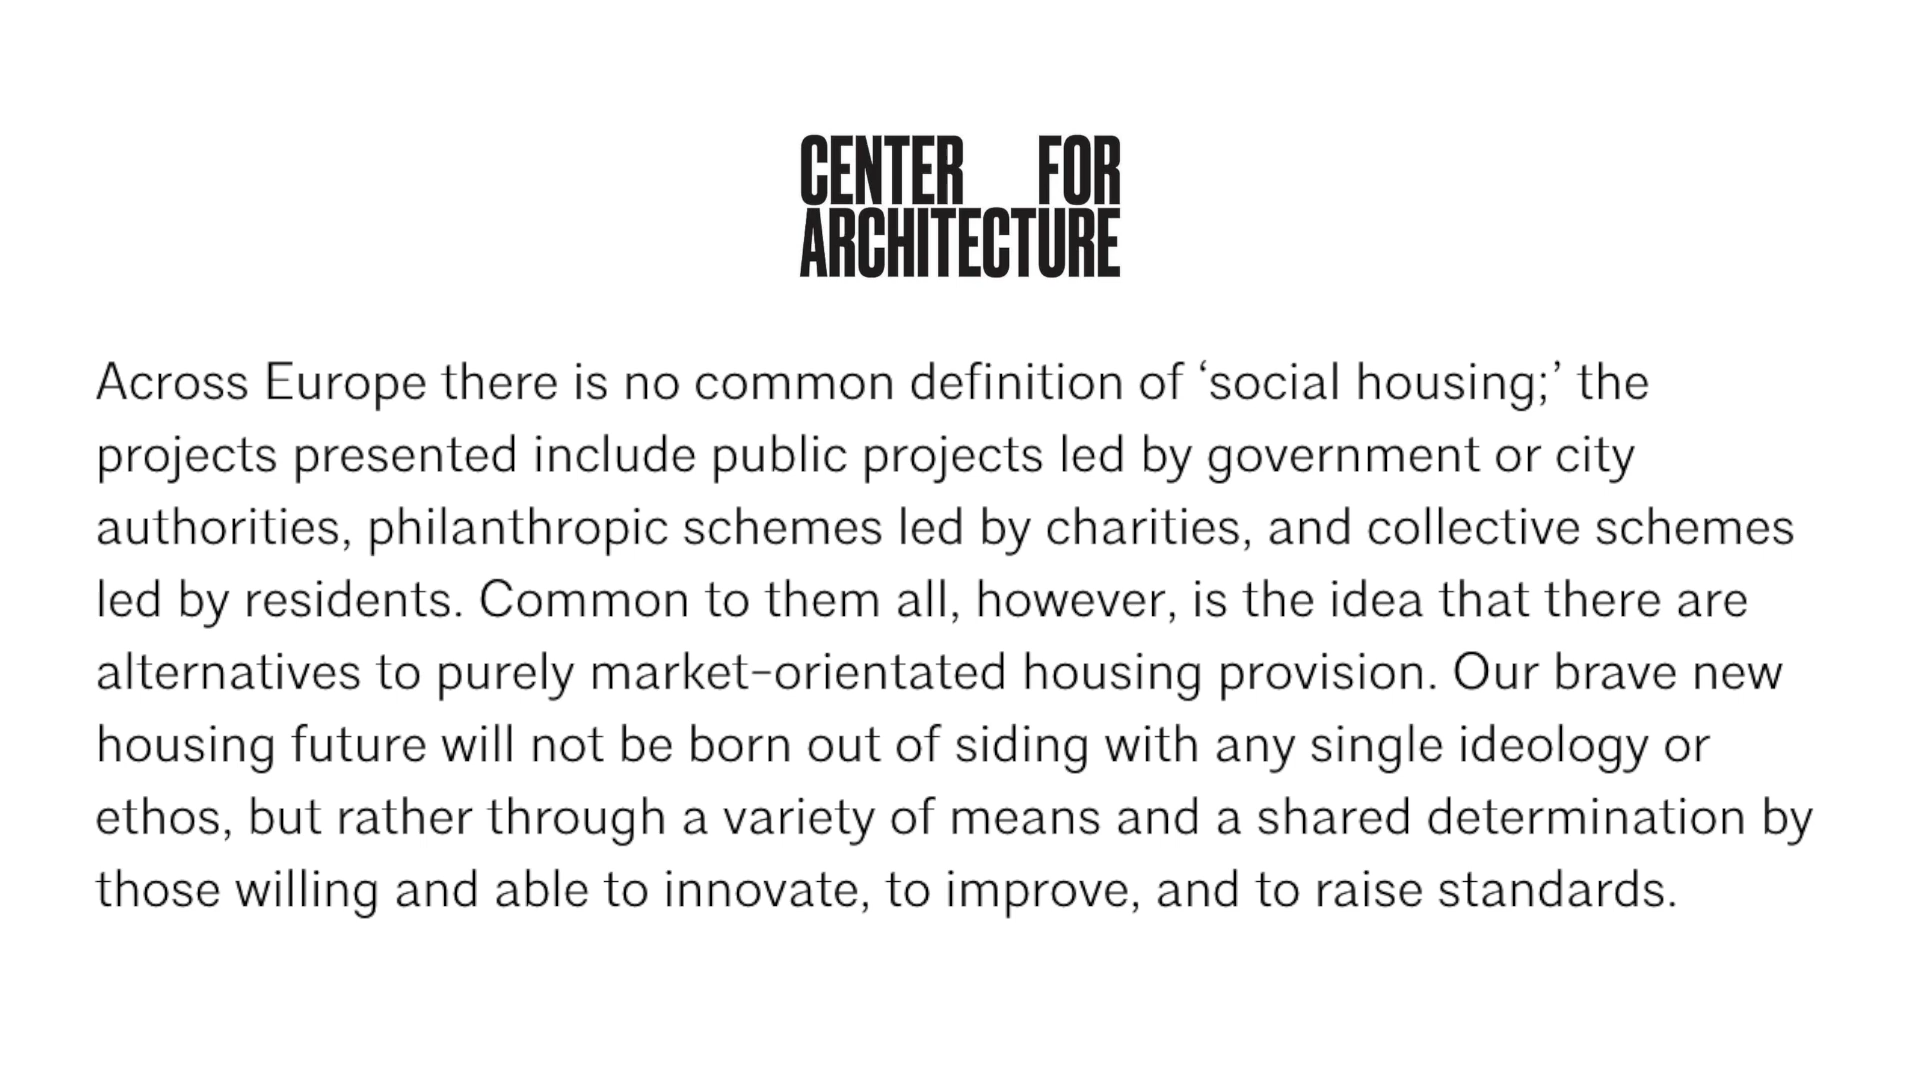 CENTER FOR
ARCHITECTURE
Across Europe there is no common definition of ‘social housing;’ the
projects presented include public projects led by government or city
authorities, philanthropic schemes led by charities, and collective schemes
led by residents. Common to them all, however, is the idea that there are
alternatives to purely market-orientated housing provision. Our brave new
housing future will not be born out of siding with any single ideology or
ethos, but rather through a variety of means and a shared determination by
those willing and able to innovate, to improve, and to raise standards.